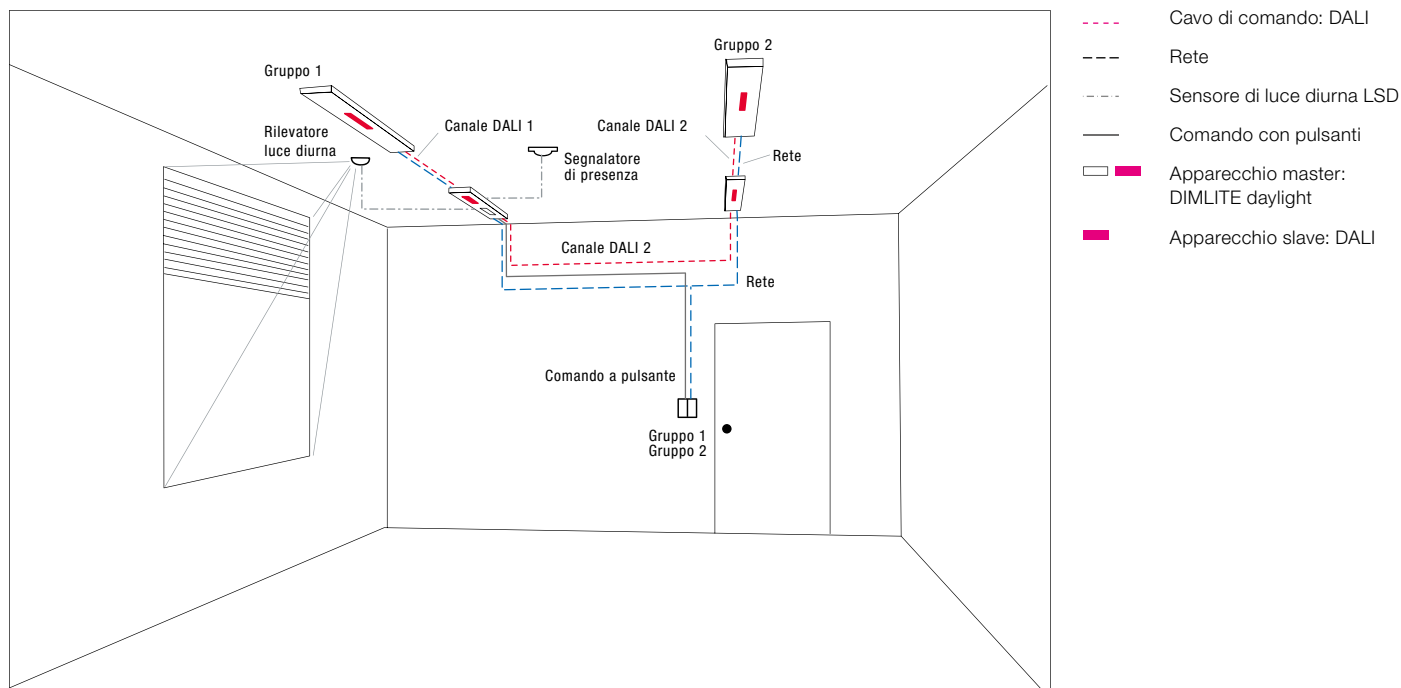 Gruppo 2
Gruppo 1
Canale DALI 1
Canale DALI 2
Rilevatore
luce diurna
Segnalatore
di presenza
Rete
Canale DALI 2
Rete
Comando a pulsante
Gruppo 1
Gruppo 2
Cavo di comando: DALI
Rete
Sensore di luce diurna LSD
Comando con pulsanti
Apparecchio master:
DIMLITE daylight
Apparecchio slave: DALI